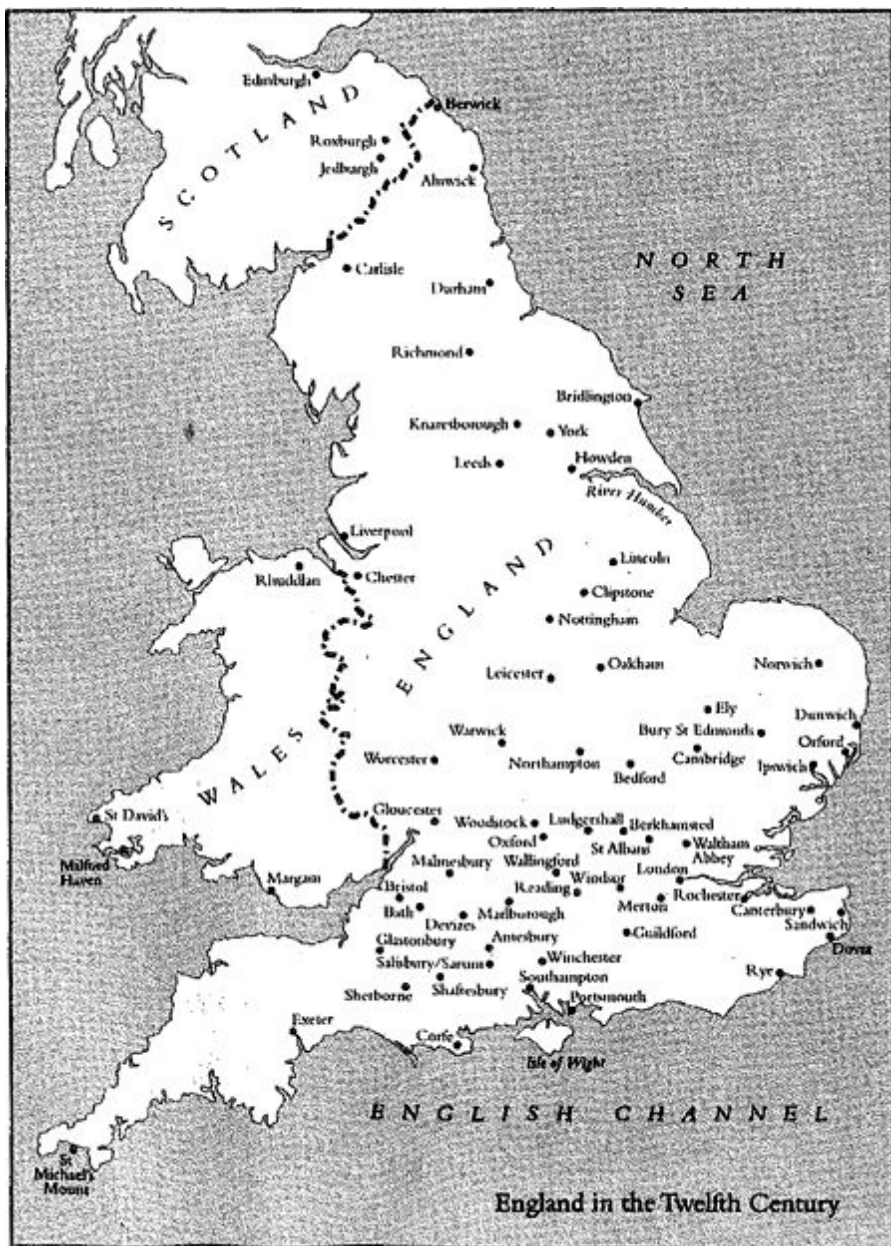 Edinburgh
SCOTLAND
Berwick
Roxburgh
Jedburgh
Alnwick
Carlisle
NORTH
SEA
Durham
Richmond
Bridlington
Knaresborough
York
Leeds
Howden
River Humber
Liverpool
ENGLAND
Lincoln
Rhuddlan
Chester
Clipstone
Nottingham
Leicester
Oakham
Norwich
Ely
Dunwich
Warwick
Bury St Edmunds
Orford
Worcester
Northampton
Cambridge
Ipswich
Bedford
WALES
St David's
Gloucester
Woodstock
Ludgershall
Berkhamsted
Oxford
St Albans
Waltham
Abbey
Milford
Haven
Malmesbury
Wallingford
London
Margam
Bristol
Reading
Windsor
Rochester
Bath
Marlborough
Merton
Canterbury
Devizes
Sandwich
Glastonbury
Amesbury
Guildford
Dover
Salisbury/Sarum
Winchester
Sherborne
Shaftesbury
Southampton
Rye
Portsmouth
Exeter
Corfe
Isle of Wight
ENGLISH CHANNEL
St
Michael's
Mount
England in the Twelfth Century